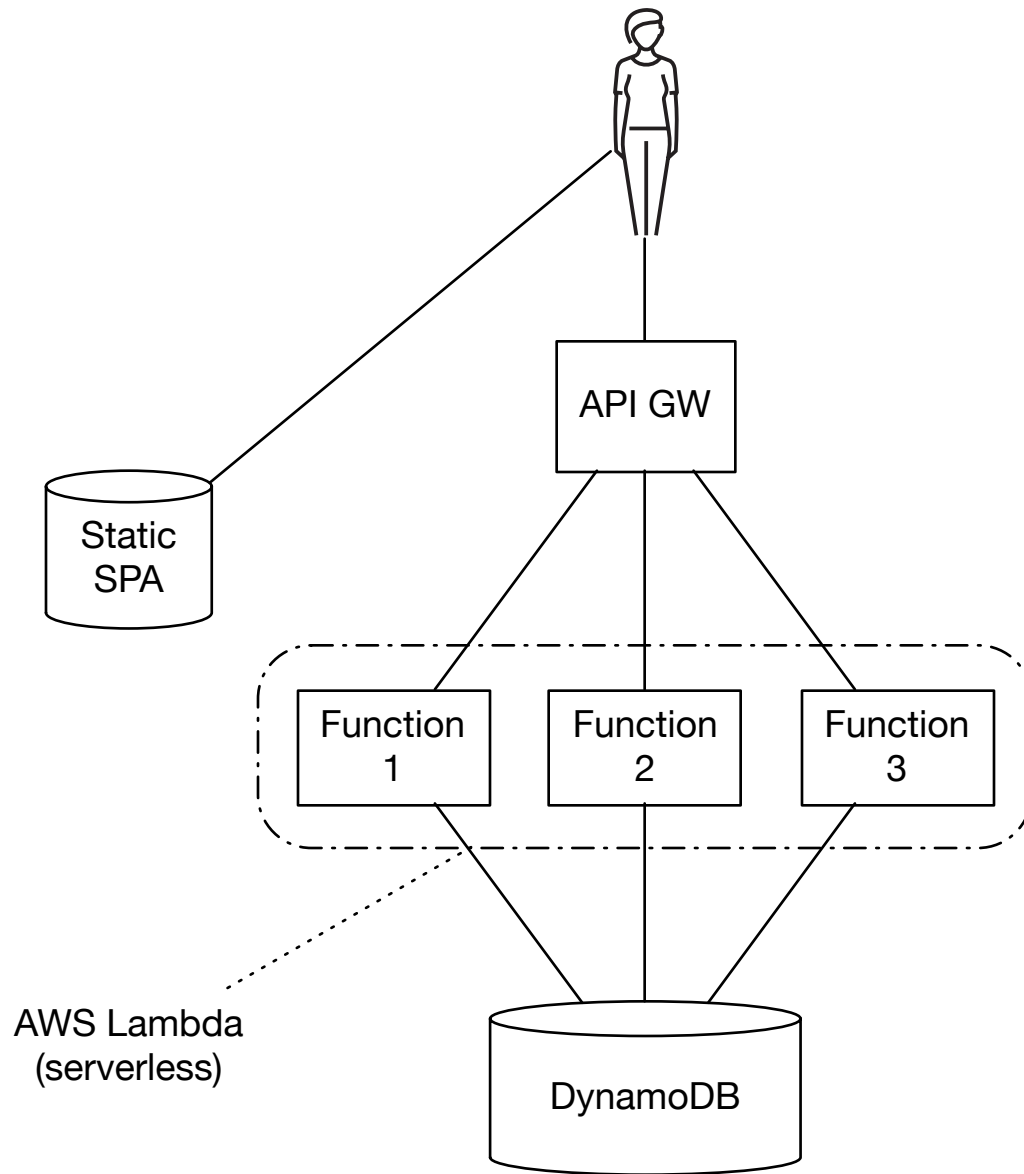 API GW
Static
SPA
Function
1
Function
2
Function
3
AWS Lambda
(serverless)
DynamoDB